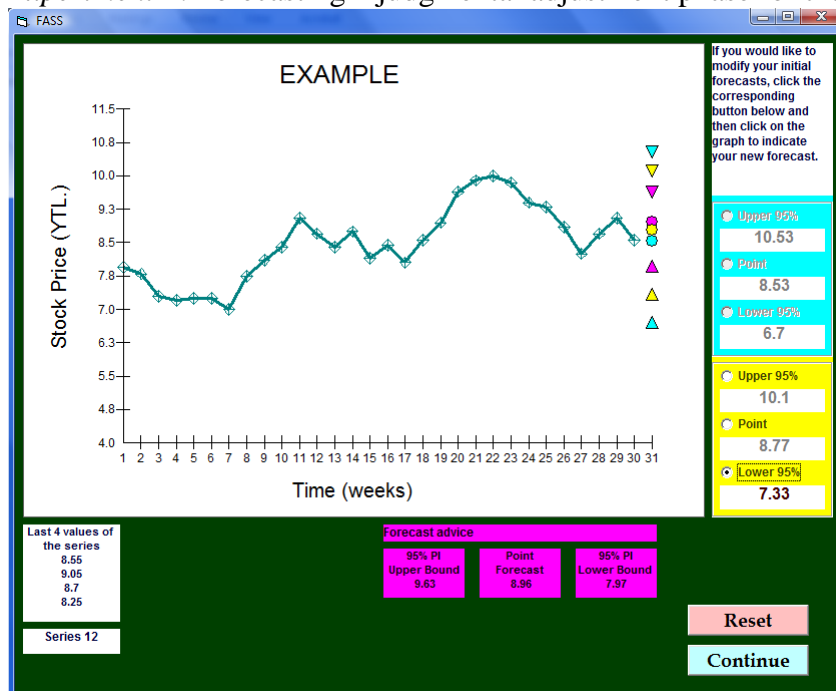 FASS
If you would like to
modify your initial
forecasts, click the
corresponding
button below and
then click on the
graph to indicate
your new forecast.
EXAMPLE
Stock Price (YTL.)
11.5
10.8
10.0
9.3
8.5
7.8
7.0
6.3
5.5
4.8
4.0
1 2 3 4 5 6 7 8 9 10 11 12 13 14 15 16 17 18 19 20 21 22 23 24 25 26 27 28 29 30 31
Time (weeks)
Upper 95%
10.53
Point
8.53
Lower 95%
6.7
Upper 95%
10.1
Point
8.77
Lower 95%
7.33
Last 4 values of
the series
8.55
9.05
8.7
8.25
Series 12
Forecast advice
95% PI
Upper Bound
9.63
Point
Forecast
8.96
95% PI
Lower Bound
7.97
Reset
Continue